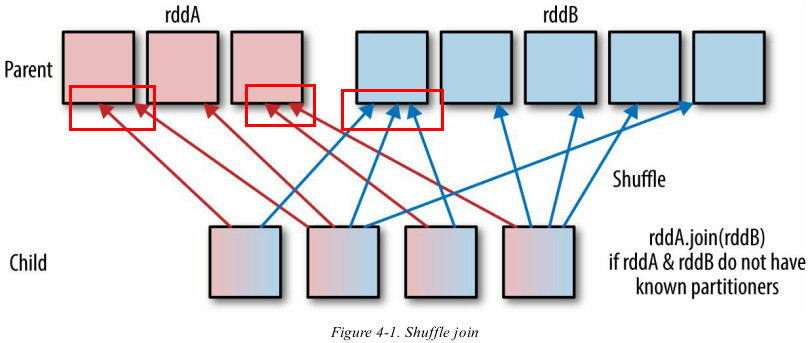 rddA
rddB
Parent
Shuffle
Child
rddA.join(rddB)
if rddA & rddB do not have
known partitioners
Figure 4-1. Shuffle join